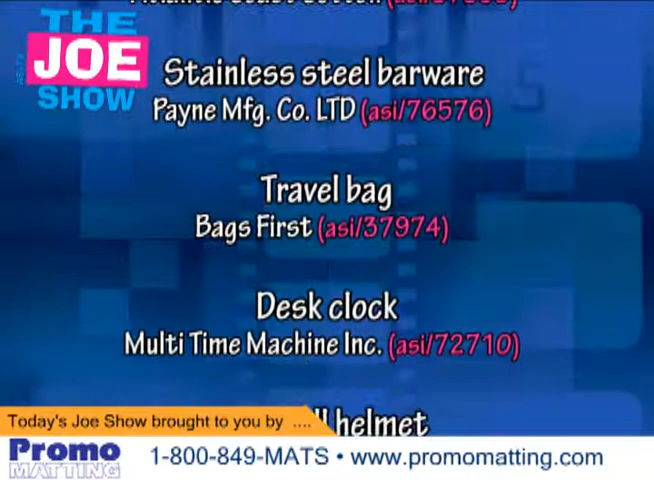 THE
ASI's
JOE
SHOW
Stainless steel barware
Payne Mfg. Co. LTD (asi/76576)
Travel bag
Bags First (asi/37974)
Desk clock
Multi Time Machine Inc. (asi/72710)
helmet
Today's Joe Show brought to you by ....
Promo
MATTING
1-800-849-MATS • www.promomatting.com